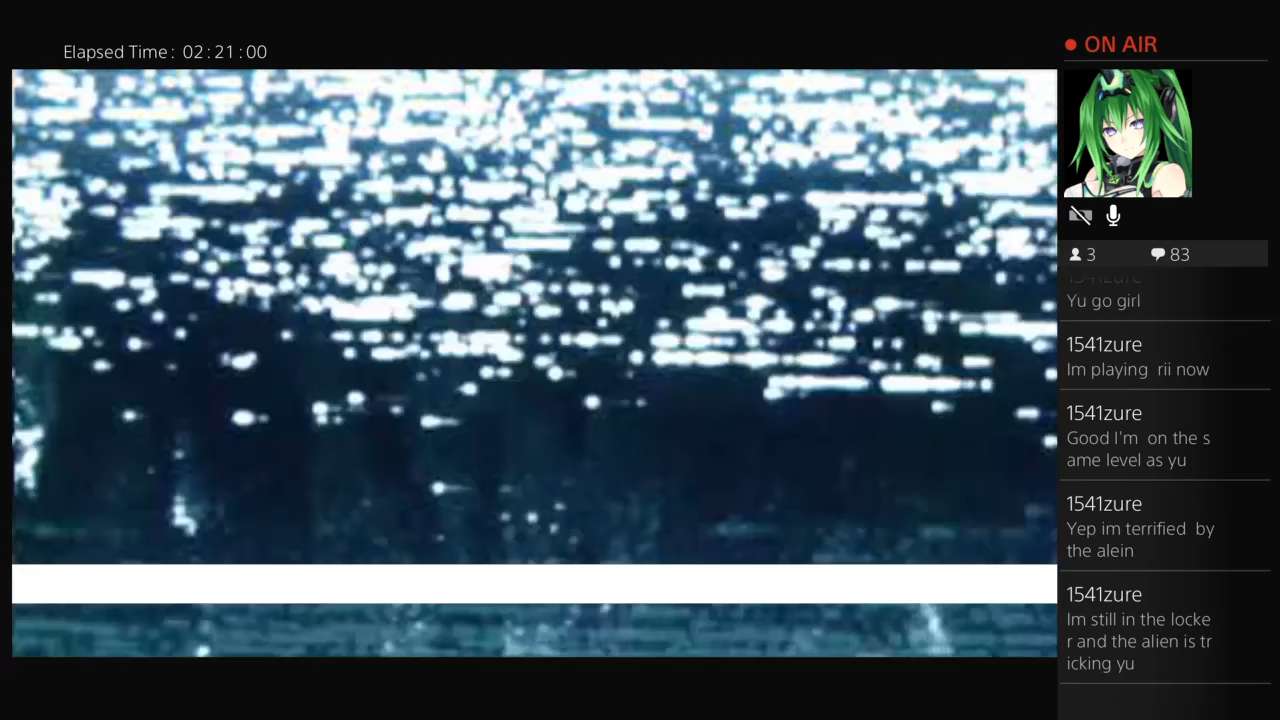 Elapsed Time: 02:21:00
ON AIR
3
83
1541zure
Yu go girl
1541zure
Im playing  rii now
1541zure
Good I'm  on the s
ame level as yu
1541zure
Yep im terrified  by
the alein
1541zure
Im still in the locke
r and the alien is tr
icking yu